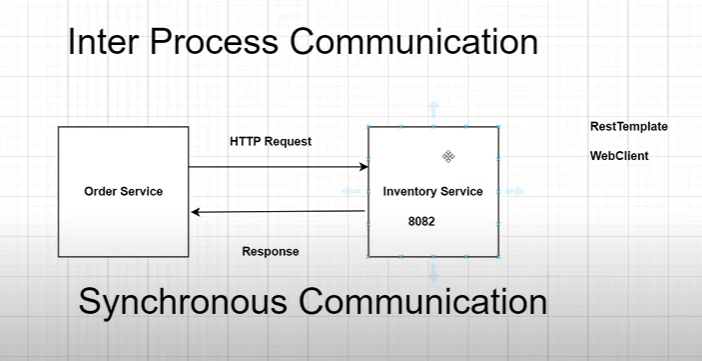 Inter Process Communication
HTTP Request
RestTemplate
WebClient
Order Service
Inventory Service
8082
Response
Synchronous Communication